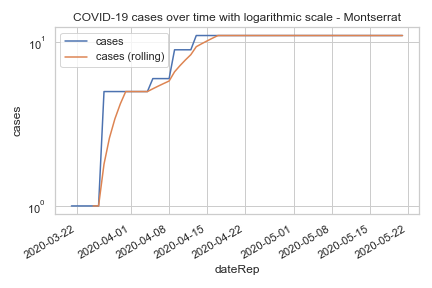 COVID-19 cases over time with logarithmic scale - Montserrat
cases
cases (rolling)
10¹
10⁰
cases
2020-03-22
2020-04-01
2020-04-08
2020-04-15
2020-04-22
2020-05-01
2020-05-08
2020-05-15
2020-05-22
dateRep